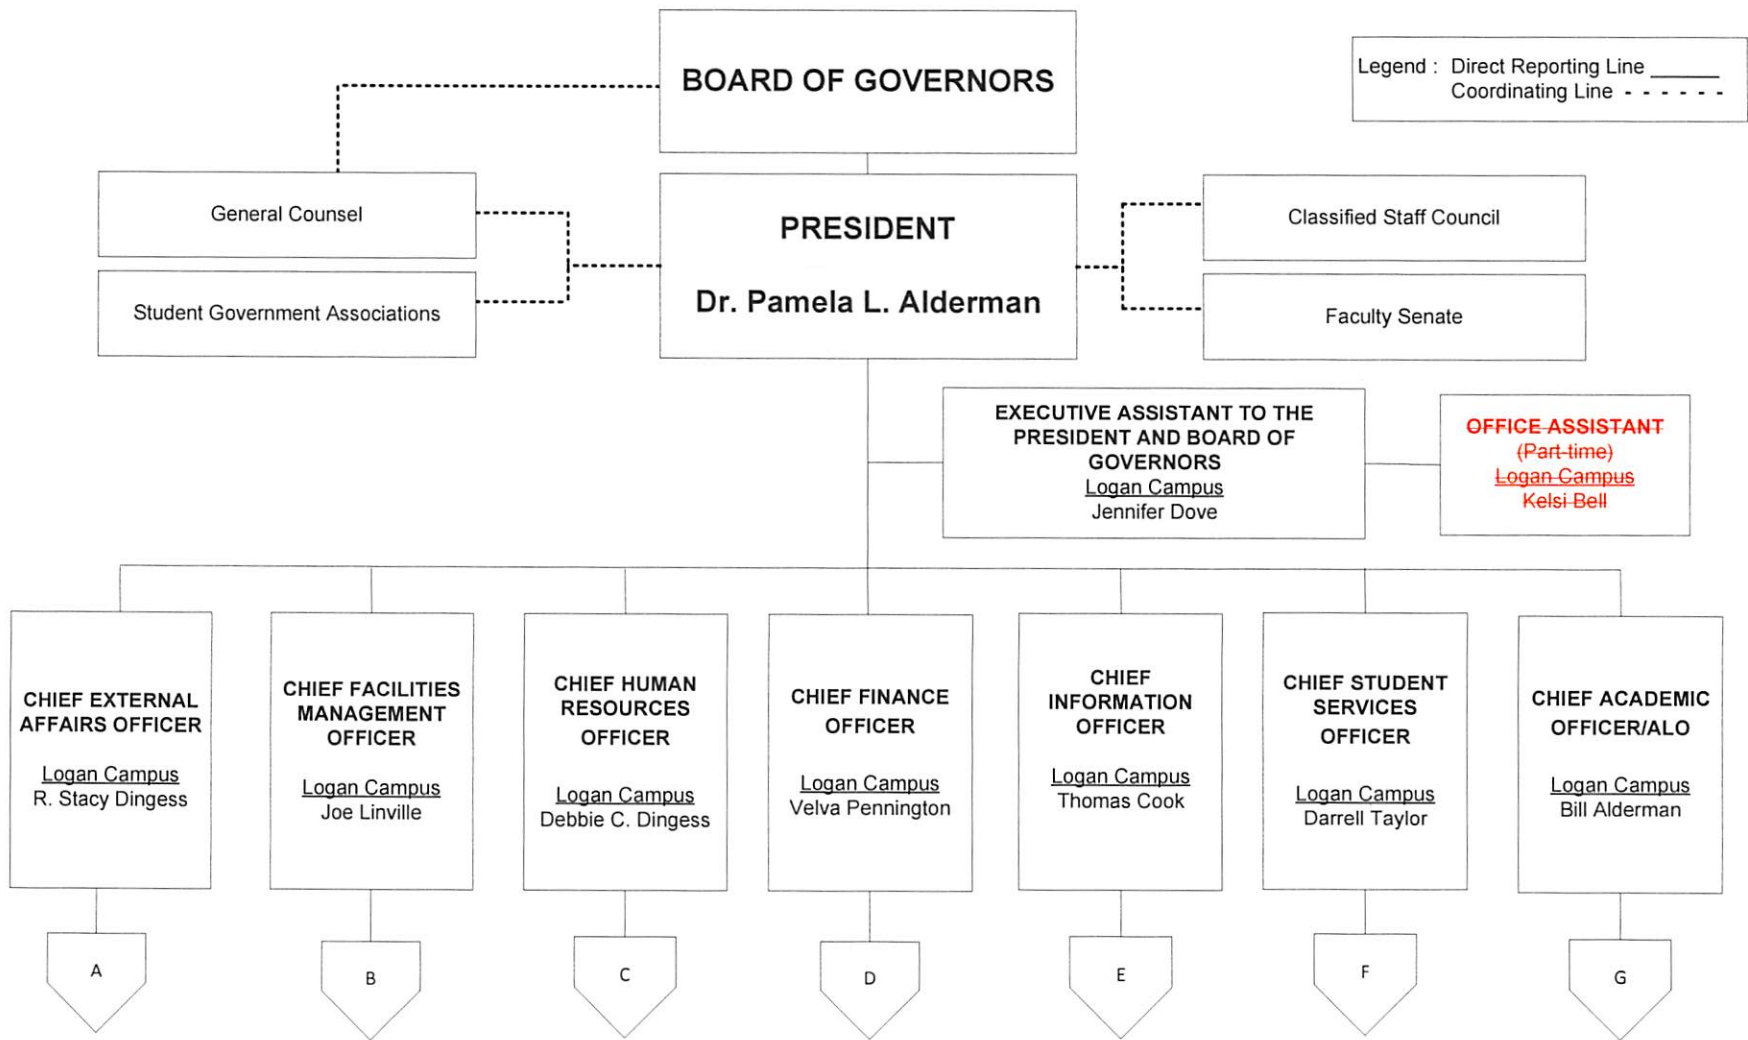 BOARD OF GOVERNORS
Legend : Direct Reporting Line ______
Coordinating Line - - - - - -
General Counsel
Student Government Associations
PRESIDENT
Dr. Pamela L. Alderman
Classified Staff Council
Faculty Senate
EXECUTIVE ASSISTANT TO THE
PRESIDENT AND BOARD OF
GOVERNORS
Logan Campus
Jennifer Dove
OFFICE ASSISTANT
(Part-time)
Logan Campus
Kelsi Bell
CHIEF EXTERNAL
AFFAIRS OFFICER
Logan Campus
R. Stacy Dingess
CHIEF FACILITIES
MANAGEMENT
OFFICER
Logan Campus
Joe Linville
CHIEF HUMAN
RESOURCES
OFFICER
Logan Campus
Debbie C. Dingess
CHIEF FINANCE
OFFICER
Logan Campus
Velva Pennington
CHIEF
INFORMATION
OFFICER
Logan Campus
Thomas Cook
CHIEF STUDENT
SERVICES
OFFICER
Logan Campus
Darrell Taylor
CHIEF ACADEMIC
OFFICER/ALO
Logan Campus
Bill Alderman
A
B
C
D
E
F
G